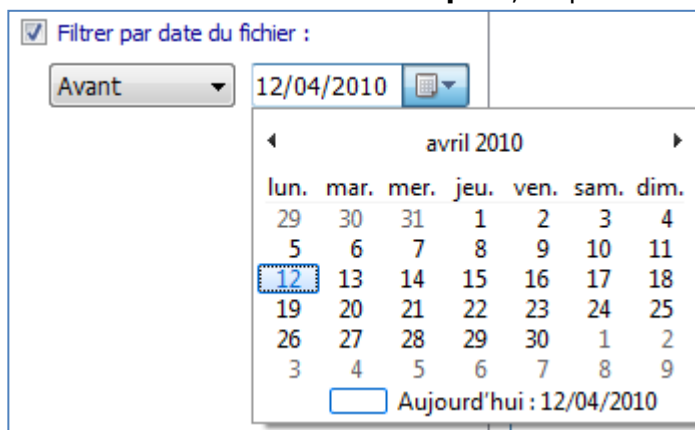 Filtrer par date du fichier :
Avant 12/04/2010
avril 2010
lun. mar. mer. jeu. ven. sam. dim.
29 30 31 1 2 3 4
5 6 7 8 9 10 11
12 13 14 15 16 17 18
19 20 21 22 23 24 25
26 27 28 29 30 1 2
3 4 5 6 7 8 9
Aujourd'hui : 12/04/2010